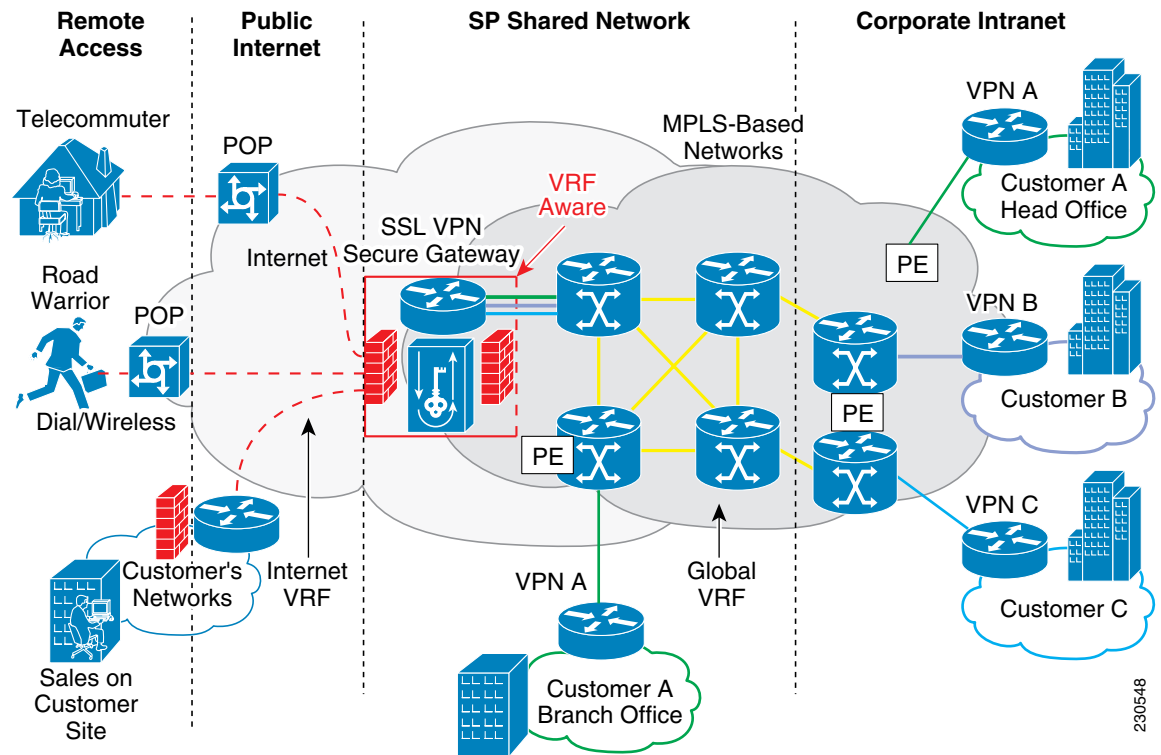 Remote
Access
Public
Internet
SP Shared Network
Corporate Intranet
Telecommuter
POP
Internet
Road
Warrior
POP
Dial/Wireless
Customer's
Networks
Internet
VRF
Sales on
Customer
Site
SSL VPN
Secure Gateway
VRF
Aware
MPLS-Based
Networks
PE
VPN A
Customer A
Branch Office
Global
VRF
PE
PE
VPN A
Customer A
Head Office
VPN B
Customer B
VPN C
Customer C
230548